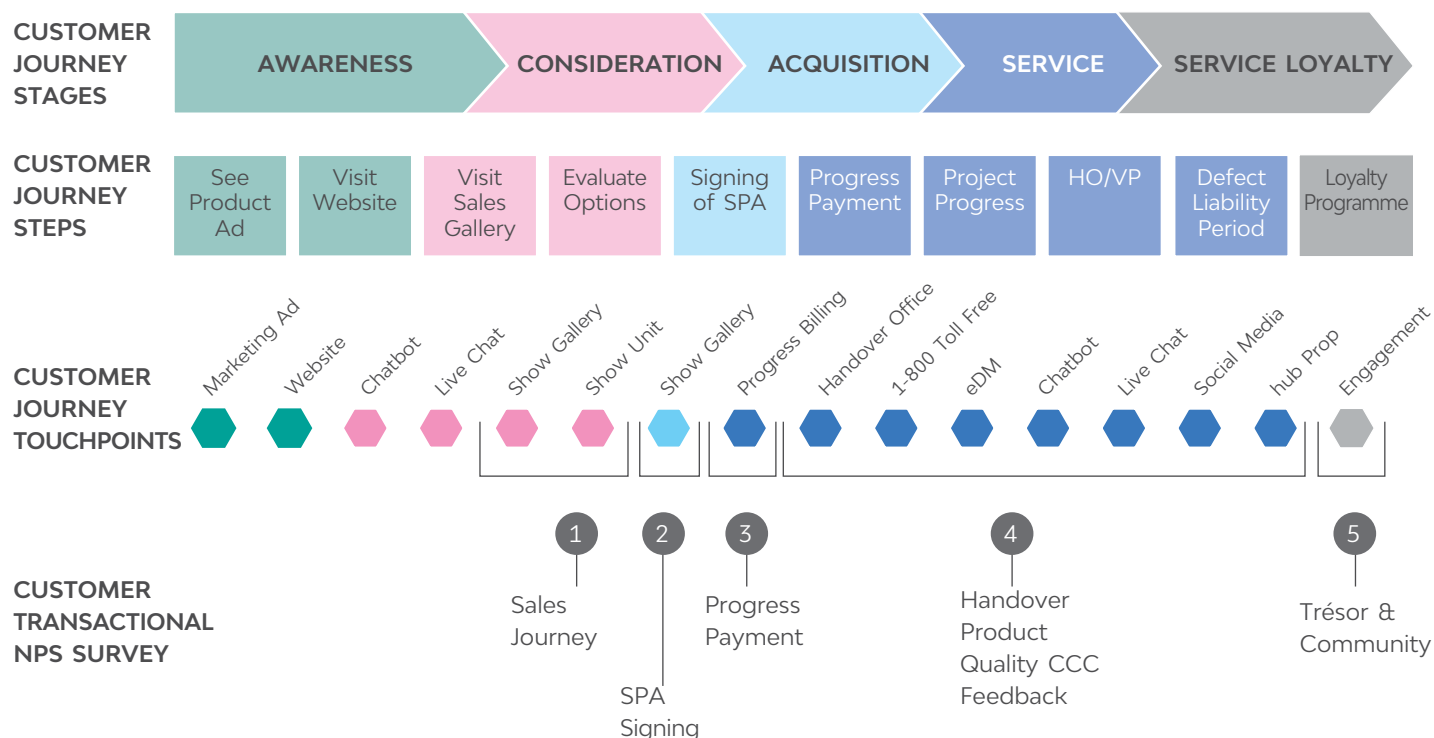 CUSTOMER
JOURNEY
STAGES
AWARENESS
CONSIDERATION
ACQUISITION
SERVICE
SERVICE LOYALTY
CUSTOMER
JOURNEY
STEPS
See
Product
Ad
Visit
Website
Visit
Sales
Gallery
Evaluate
Options
Signing
of SPA
Progress
Payment
Project
Progress
HO/VP
Defect
Liability
Period
Loyalty
Programme
CUSTOMER
JOURNEY
TOUCHPOINTS
Marketing Ad
Website
Chatbot
Live Chat
Show Gallery
Show Unit
Show Gallery
Progress Billing
Handover Office
1-800 Toll Free
eDM
Chatbot
Live Chat
Social Media
hub Prop
Engagement
CUSTOMER
TRANSACTIONAL
NPS SURVEY
1
Sales
Journey
2
SPA
Signing
3
Progress
Payment
4
Handover
Product
Quality CCC
Feedback
5
Trésor &
Community